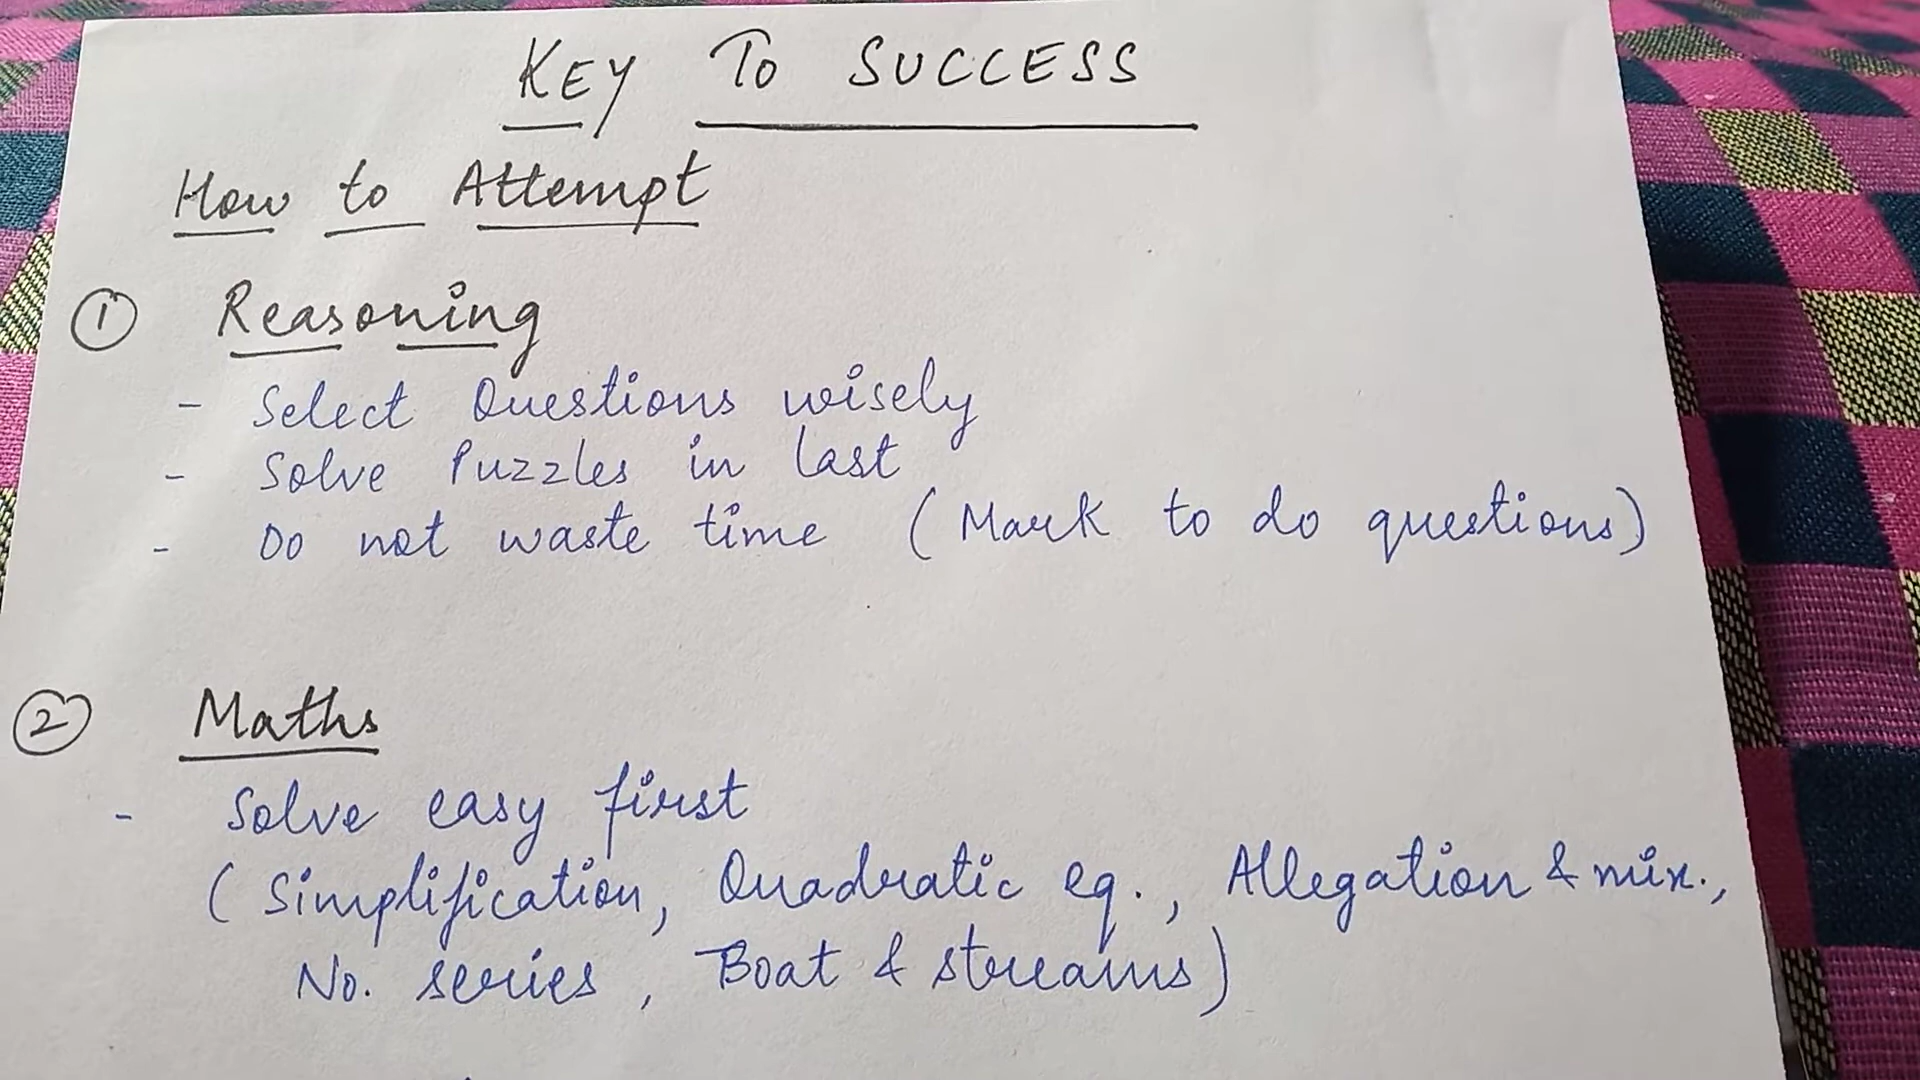 KEY TO SUCCESS
How to Attempt
① Reasoning
- Select Questions wisely
- Solve Puzzles in last
- Do not waste time (Mark to do questions)
② Maths
- Solve easy first
(Simplification, Quadratic eq., Allegation & mix.,
No. series, Boat & streams)